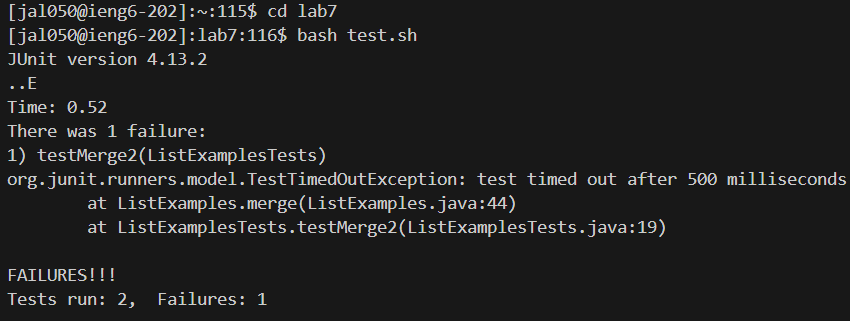 [jal050@ieng6-202]:~:115$ cd lab7
[jal050@ieng6-202]:lab7:116$ bash test.sh
JUnit version 4.13.2
..E
Time: 0.52
There was 1 failure:
1) testMerge2(ListExamplesTests)
org.junit.runners.model.TestTimedOutException: test timed out after 500 milliseconds
        at ListExamples.merge(ListExamples.java:44)
        at ListExamplesTests.testMerge2(ListExamplesTests.java:19)

FAILURES!!!
Tests run: 2,  Failures: 1